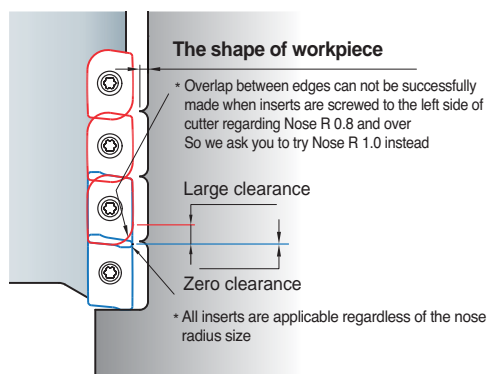 The shape of workpiece
* Overlap between edges can not be successfully
made when inserts are screwed to the left side of
cutter regarding Nose R 0.8 and over
So we ask you to try Nose R 1.0 instead
Large clearance
Zero clearance
* All inserts are applicable regardless of the nose
radius size